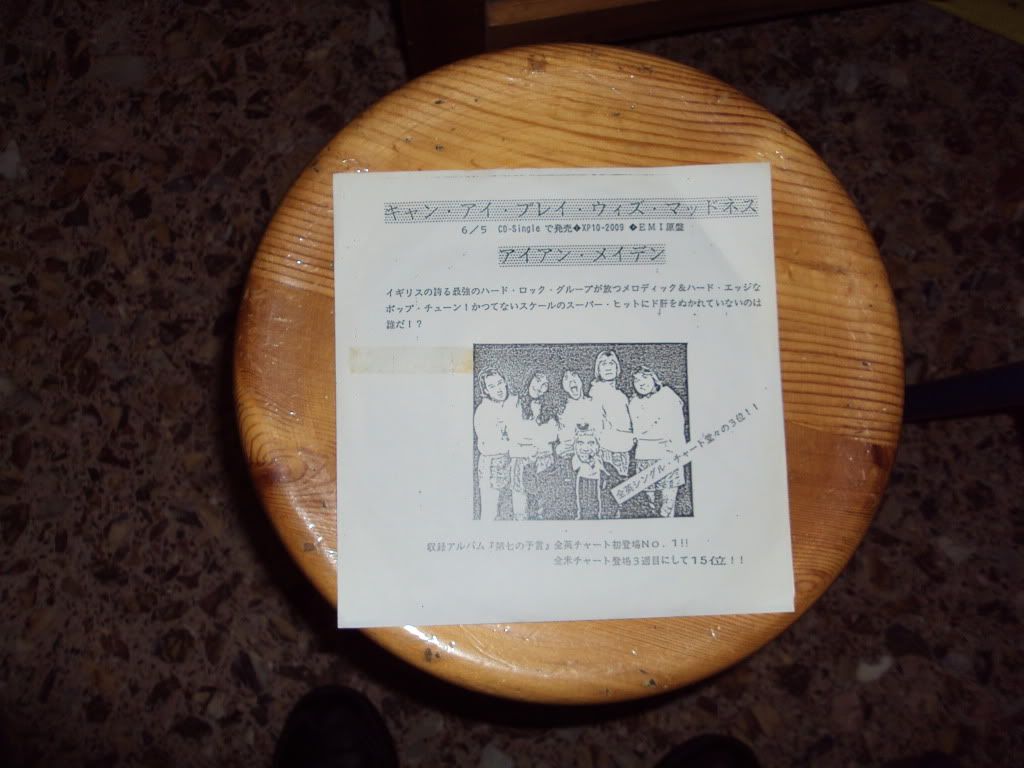 キャン・アイ・プレイ・ウィズ・マッドネス
6/5 CD-Single で発売�XP10-2009 �EMI原盤
アイアン・メイデン
イギリスの誇る最強のハード・ロック・グループが放つメロディック&ハード・エッジな
ポップ・チューン!かつてないスケールのスーパー・ヒットにド肝をぬかれていないのは
誰だ!?
全英シングル・チャート堂々の3位!!
収録アルバム『第七の予言』全英チャート初登場No.1!!
全米チャート登場3週目にして15位!!